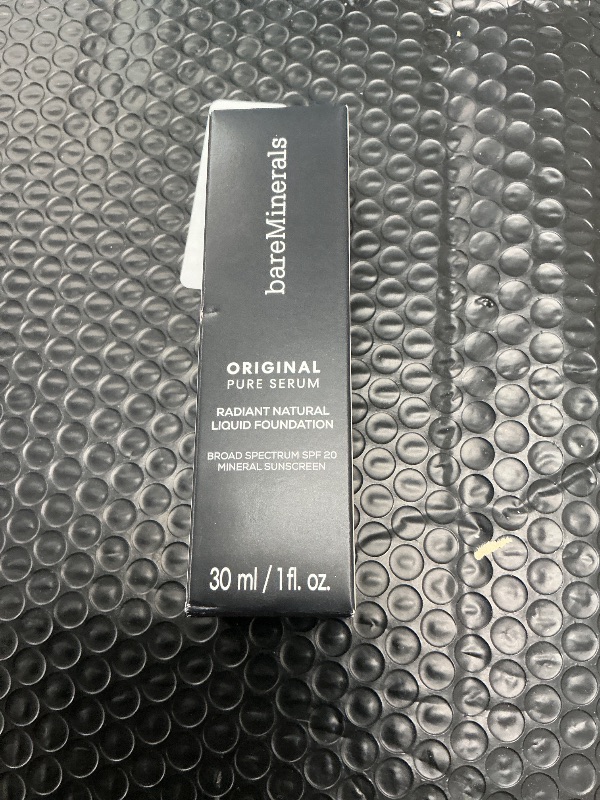 bareMinerals
ORIGINAL
PURE SERUM
RADIANT NATURAL
LIQUID FOUNDATION
BROAD SPECTRUM SPF 20
MINERAL SUNSCREEN
30 ml / 1 fl. oz.